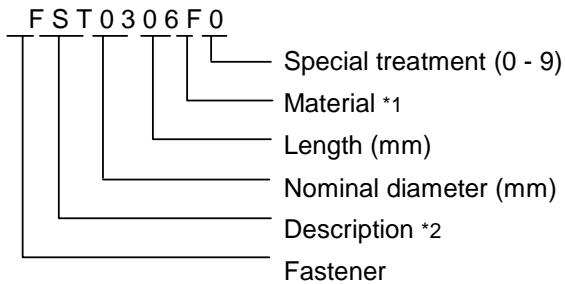 F S T 0 3 0 6 F 0
Special treatment (0 - 9)
Material *1
Length (mm)
Nominal diameter (mm)
Description *2
Fastener